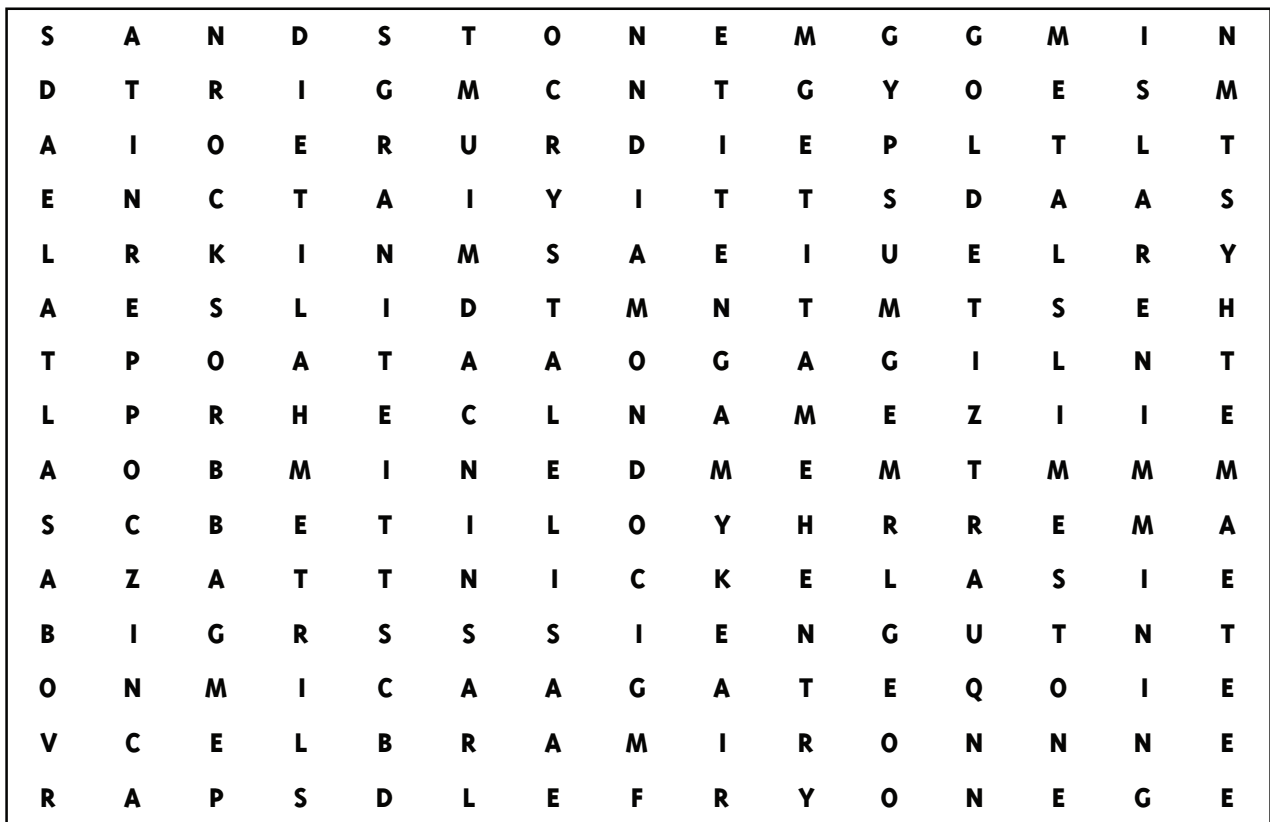 S A N D S T O N E M G G M I N
D T R I G M C N T G Y O E S M
A I O E R U R D I E P L T L T
E N C T A I Y I T T S D A A S
L R K I N M S A E I U E L R Y
A E S L I D T M N T M T S E H
T P O A T A A O G A G I L N T
L P R H E C L N A M E Z I I E
A O B M I N E D M E M T M M M
S C B E T I L O Y H R R E M A
A Z A T T N I C K E L A S I E
B I G R S S S I E N G U T N T
O N M I C A A G A T E Q O I E
V C E L B R A M I R O N N N E
R A P S D L E F R Y O N E G E